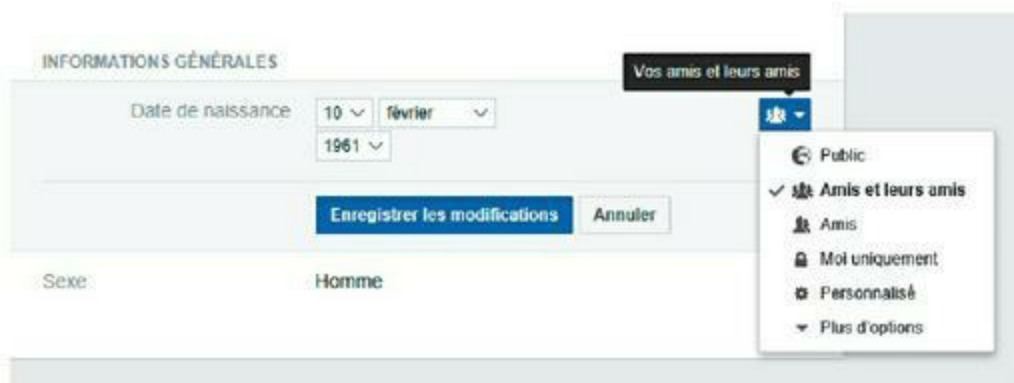 INFORMATIONS GÉNÉRALES
Vos amis et leurs amis
Date de naissance 10 février
1961
Public
Amis et leurs amis
Enregistrer les modifications Annuler
Amis
Moi uniquement
Sexe Homme
Personnalisé
Plus d'options